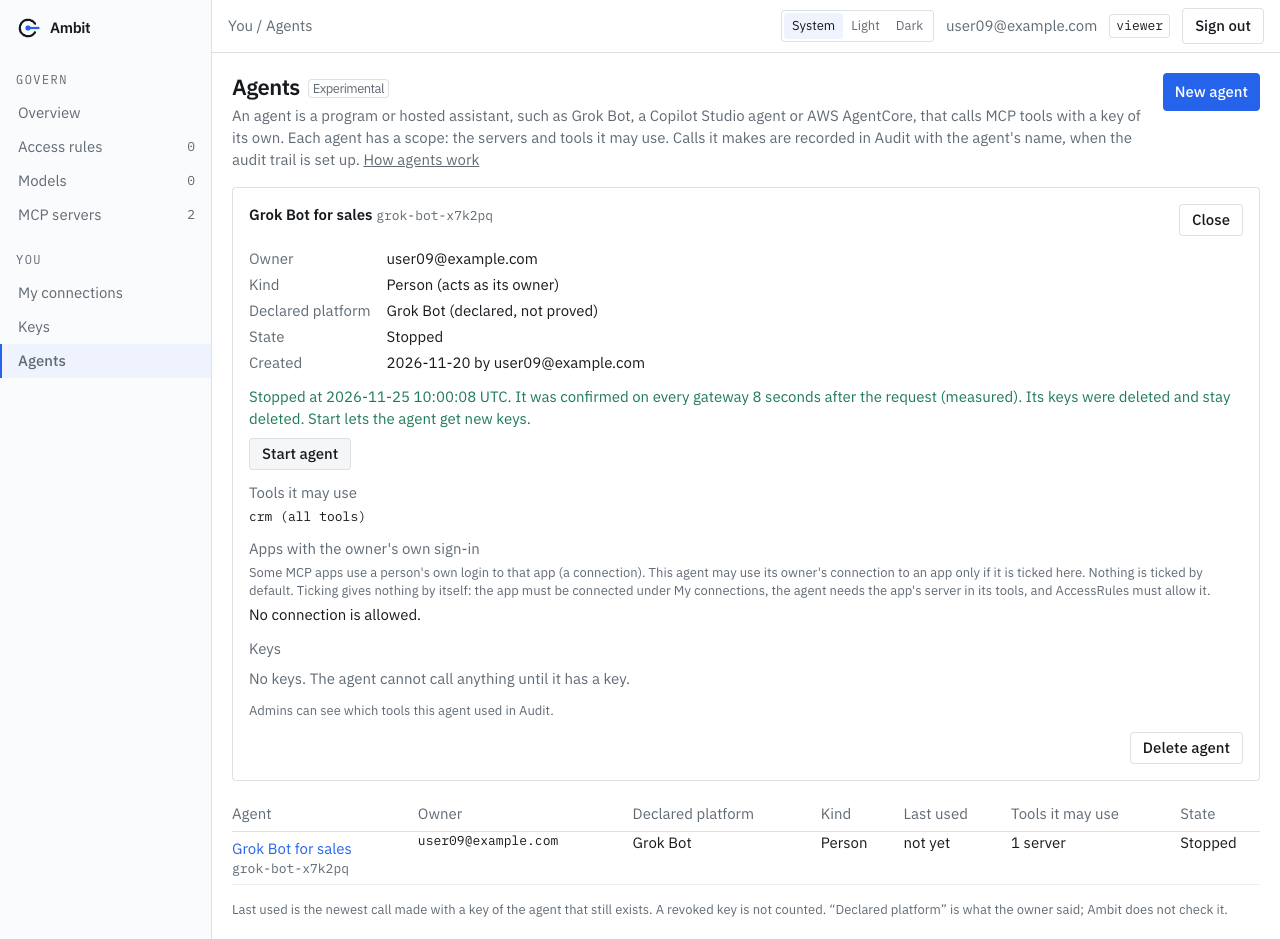 Ambit
You / Agents
System Light Dark
user09@example.com
viewer
Sign out
GOVERN
Overview
Access rules 0
Models 0
MCP servers 2
YOU
My connections
Keys
Agents
Agents Experimental
New agent
An agent is a program or hosted assistant, such as Grok Bot, a Copilot Studio agent or AWS AgentCore, that calls MCP tools with a key of
its own. Each agent has a scope: the servers and tools it may use. Calls it makes are recorded in Audit with the agent's name, when the
audit trail is set up. How agents work
Grok Bot for sales grok-bot-x7k2pq
Close
Owner user09@example.com
Kind Person (acts as its owner)
Declared platform Grok Bot (declared, not proved)
State Stopped
Created 2026-11-20 by user09@example.com
Stopped at 2026-11-25 10:00:08 UTC. It was confirmed on every gateway 8 seconds after the request (measured). Its keys were deleted and stay
deleted. Start lets the agent get new keys.
Start agent
Tools it may use
crm (all tools)
Apps with the owner's own sign-in
Some MCP apps use a person's own login to that app (a connection). This agent may use its owner's connection to an app only if it is ticked here. Nothing is ticked by
default. Ticking gives nothing by itself: the app must be connected under My connections, the agent needs the app's server in its tools, and AccessRules must allow it.
No connection is allowed.
Keys
No keys. The agent cannot call anything until it has a key.
Admins can see which tools this agent used in Audit.
Delete agent
Agent Owner Declared platform Kind Last used Tools it may use State
Grok Bot for sales user09@example.com Grok Bot Person not yet 1 server Stopped
grok-bot-x7k2pq
Last used is the newest call made with a key of the agent that still exists. A revoked key is not counted. “Declared platform” is what the owner said; Ambit does not check it.